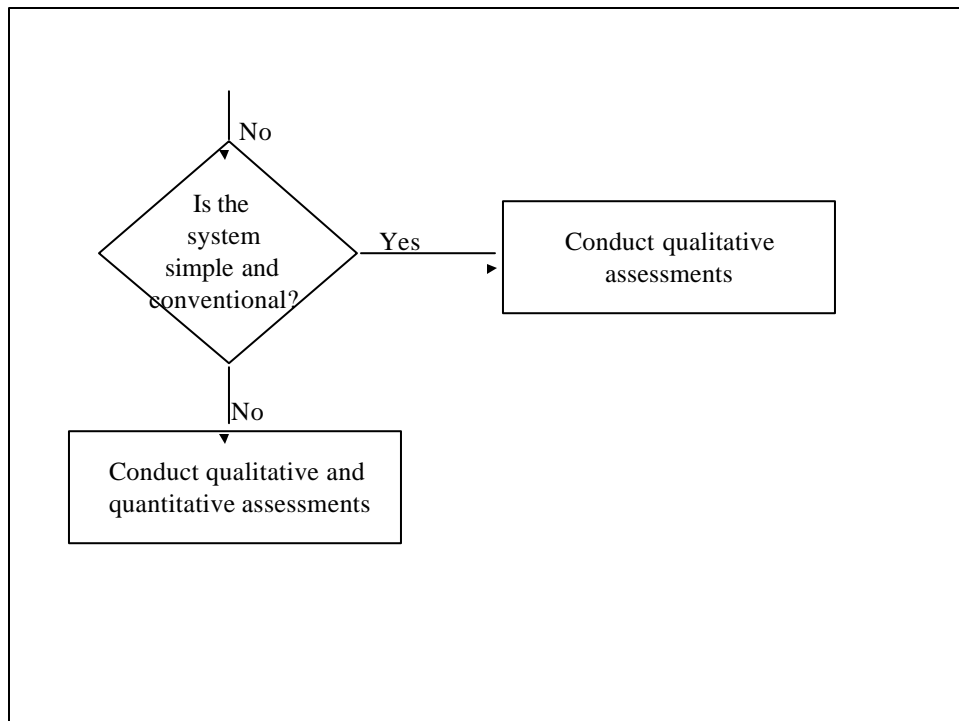 No
Is the
system
simple and
conventional?
Yes
Conduct qualitative
assessments
No
Conduct qualitative and
quantitative assessments